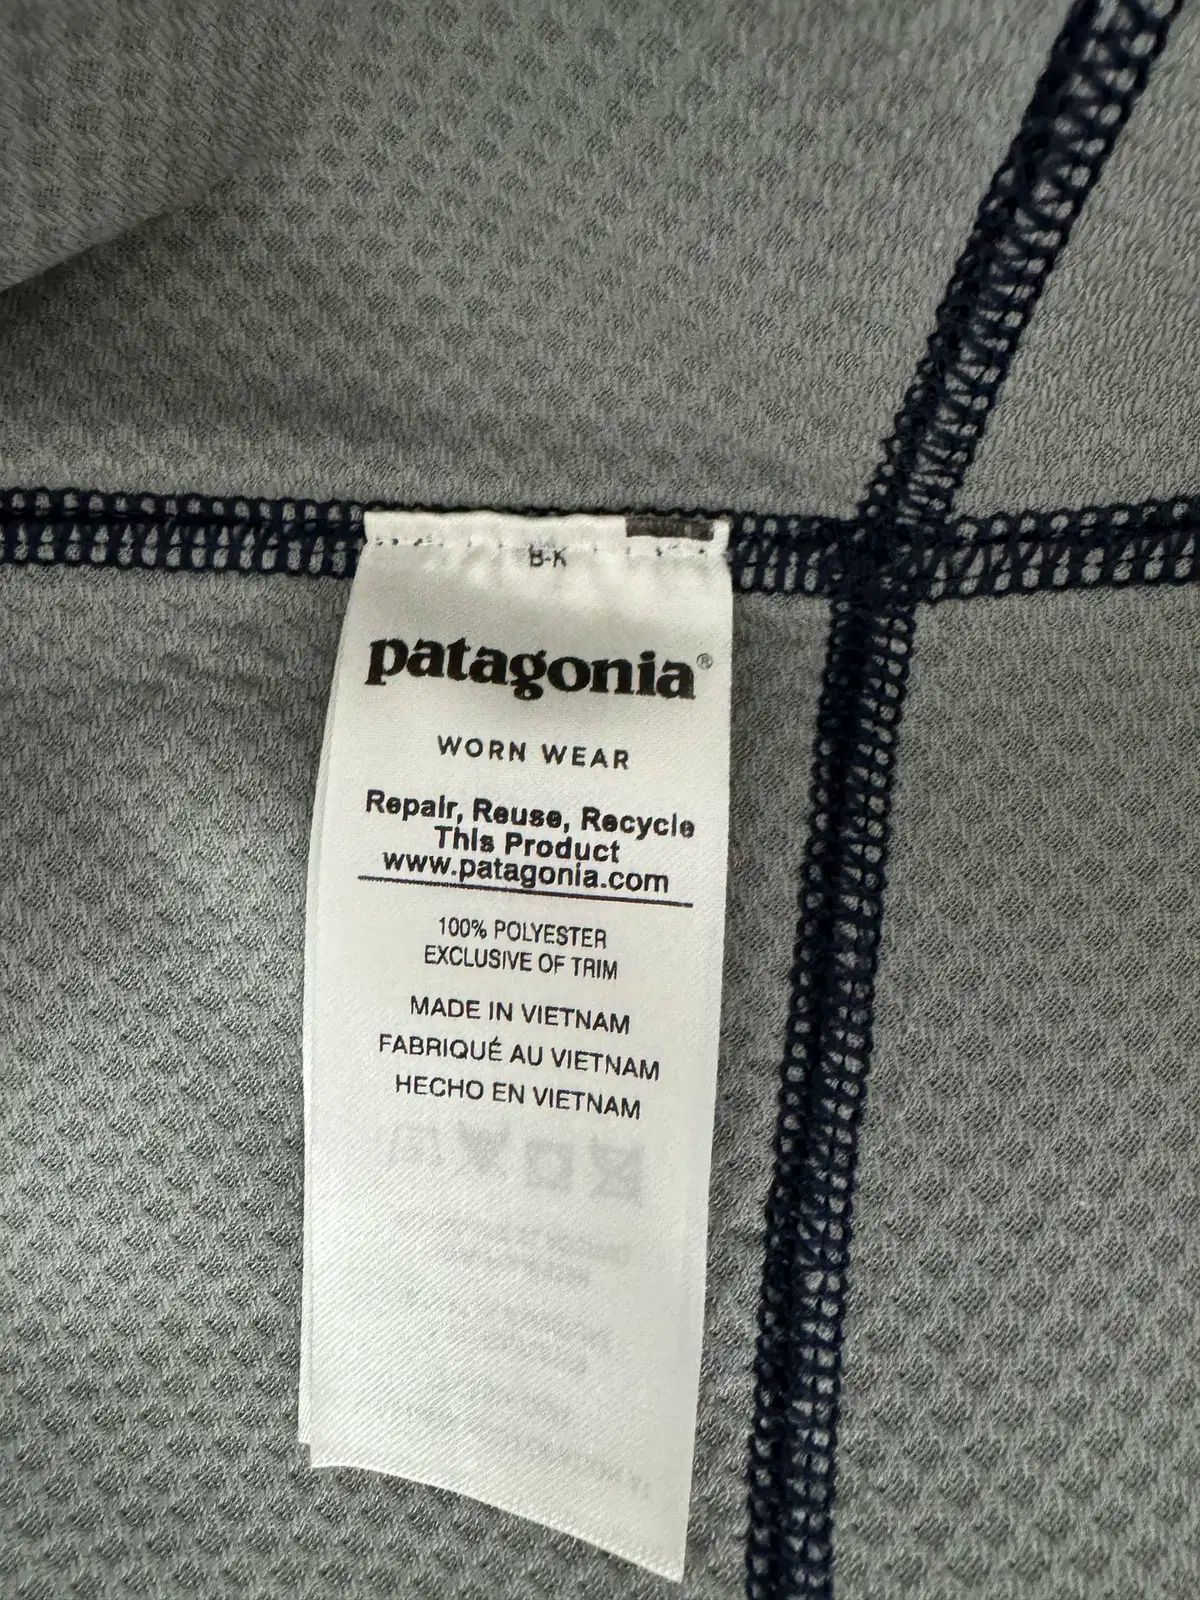 B-K
patagonia®
WORN WEAR
Repair, Reuse, Recycle
This Product
www.patagonia.com
100% POLYESTER
EXCLUSIVE OF TRIM
MADE IN VIETNAM
FABRIQUÉ AU VIETNAM
HECHO EN VIETNAM